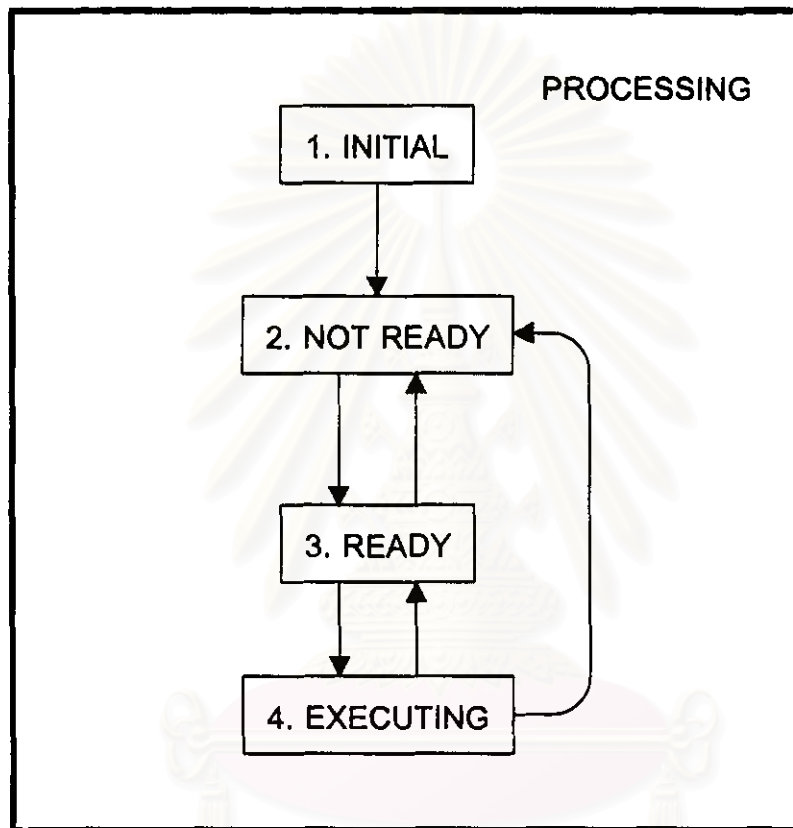 PROCESSING
1. INITIAL
2. NOT READY
3. READY
4. EXECUTING